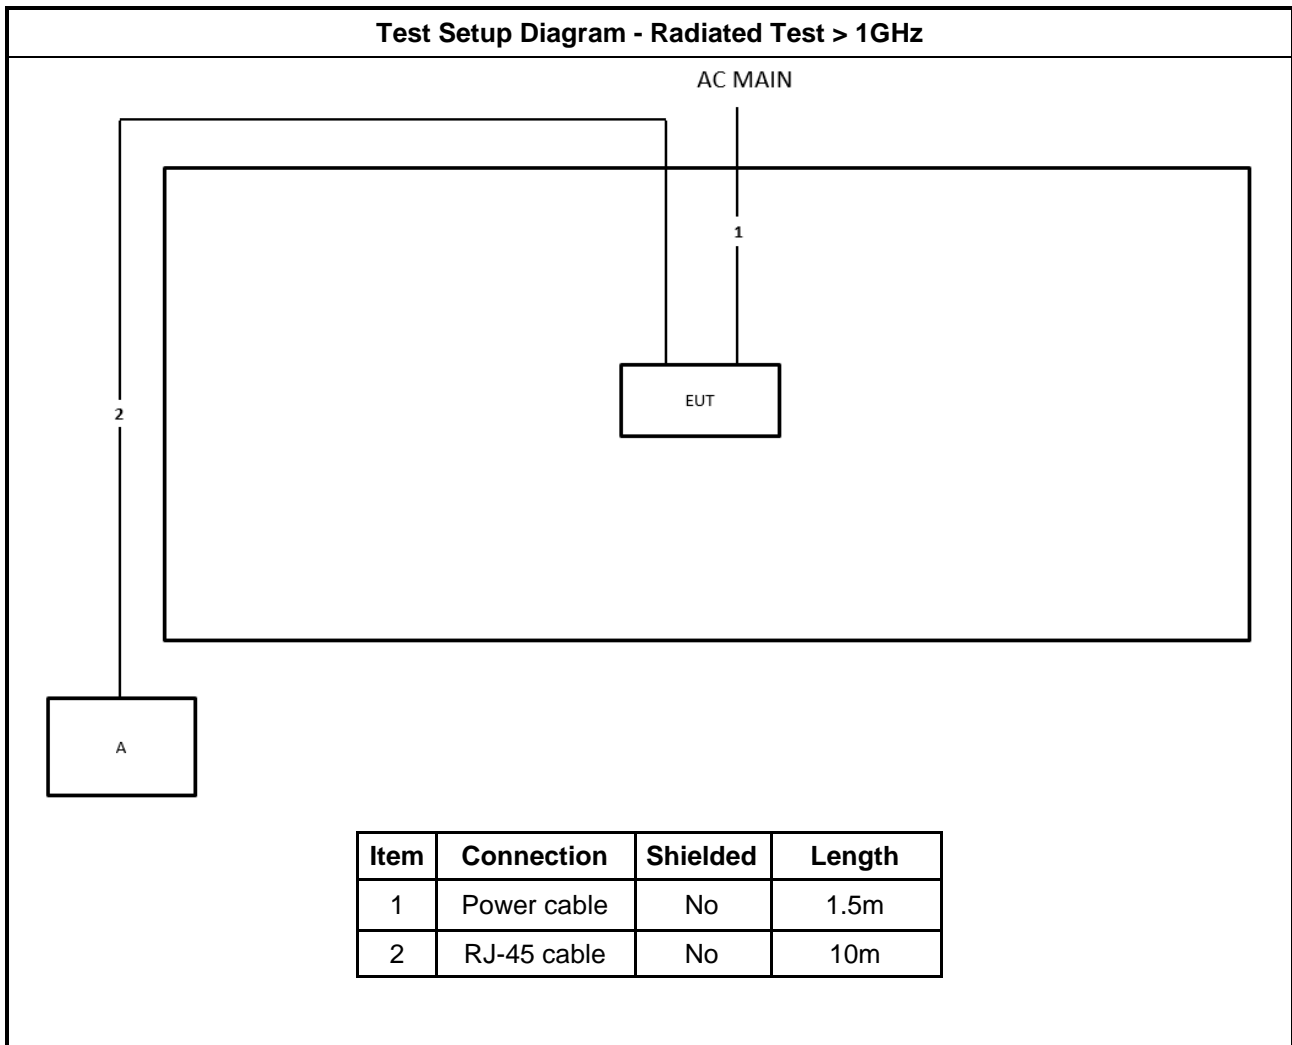 Test Setup Diagram - Radiated Test > 1GHz
AC MAIN
1
2
EUT
A
Item Connection Shielded Length
1 Power cable No 1.5m
2 RJ-45 cable No 10m